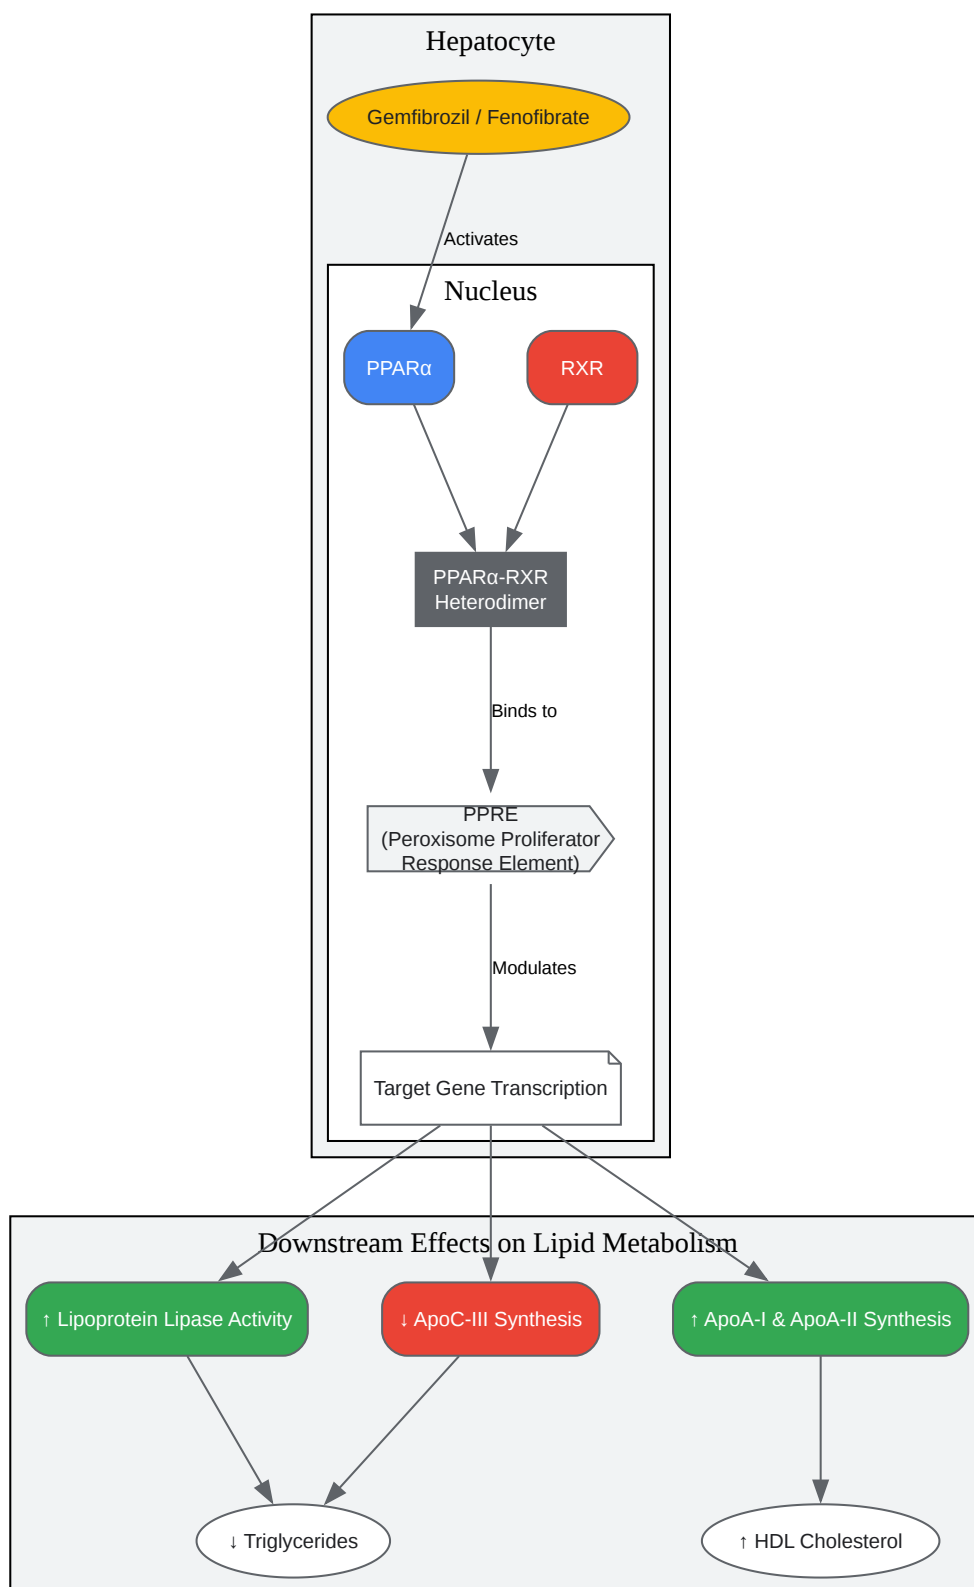 Hepatocyte
Gemfibrozil / Fenofibrate
Activates
Nucleus
PPARα
RXR
PPARα-RXR
Heterodimer
Binds to
PPRE
(Peroxisome Proliferator
Response Element)
Modulates
Target Gene Transcription
Downstream Effects on Lipid Metabolism
↑ Lipoprotein Lipase Activity
↓ ApoC-III Synthesis
↑ ApoA-I & ApoA-II Synthesis
↓ Triglycerides
↑ HDL Cholesterol